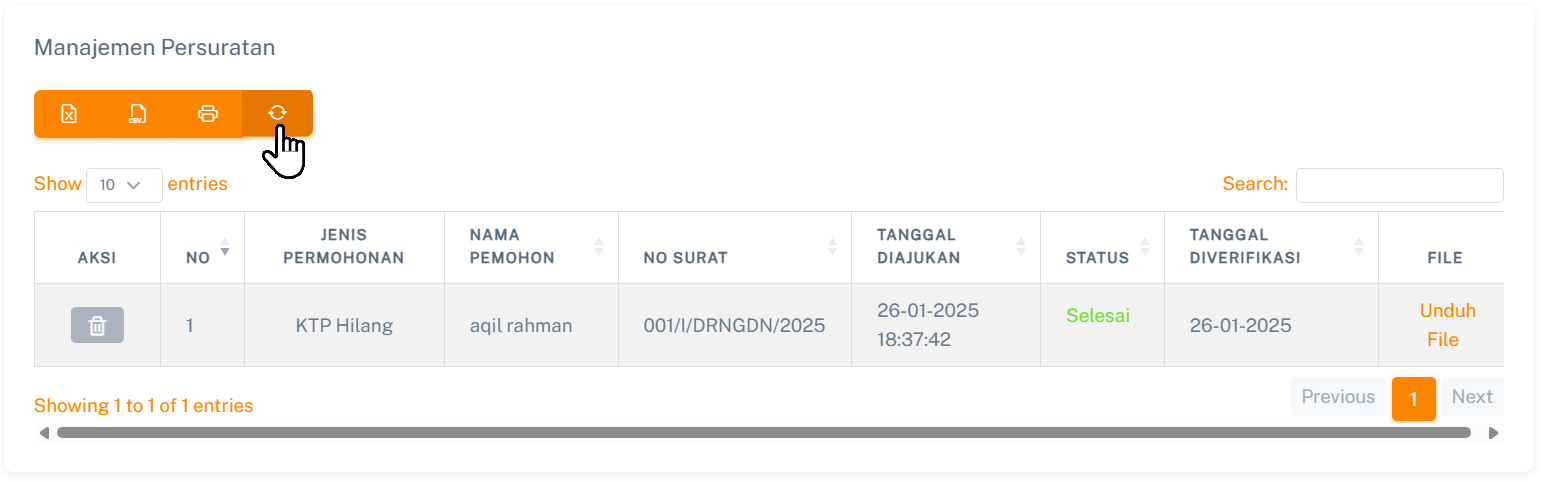 Manajemen Persuratan
CSV
Show 10 entries
Search:
AKSI
NO
JENIS
PERMOHONAN
NAMA
PEMOHON
NO SURAT
TANGGAL
DIAJUKAN
STATUS
TANGGAL
DIVERIFIKASI
FILE
1
KTP Hilang
aqil rahman
001/I/DRNGDN/2025
26-01-2025
18:37:42
Selesai
26-01-2025
Unduh
File
Showing 1 to 1 of 1 entries
Previous 1 Next